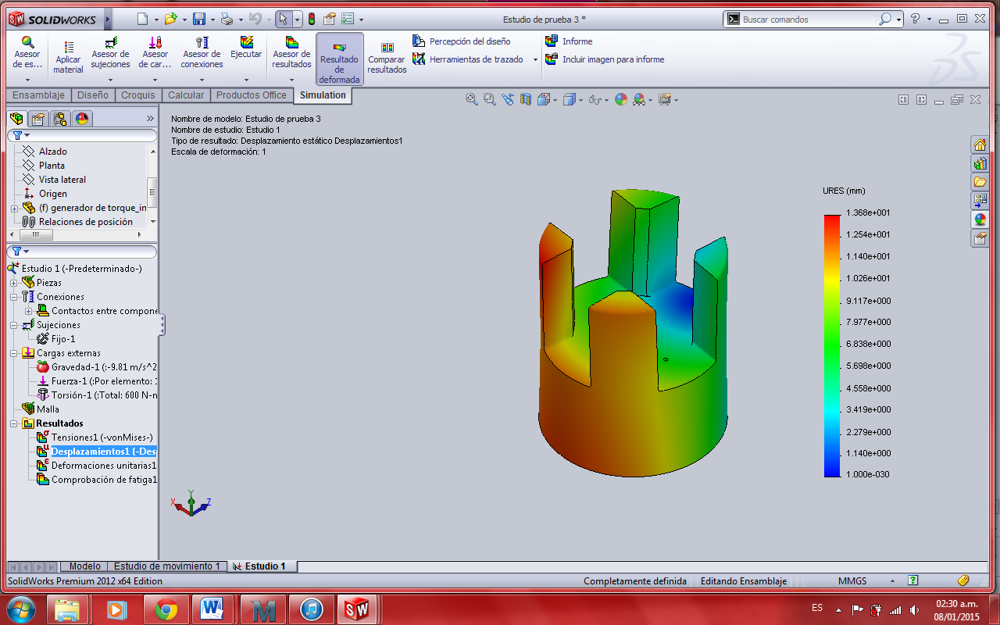 SOLIDWORKS
Estudio de prueba 3 *
Buscar comandos
Asesor de es...
Aplicar material
Asesor de sujeciones
Asesor de car...
Asesor de conexiones
Ejecutar
Asesor de resultados
Resultado de deformada
Comparar resultados
Percepción del diseño
Herramientas de trazado
Informe
Incluir imagen para informe
Ensamblaje
Diseño
Croquis
Calcular
Productos Office
Simulation
Nombre de modelo: Estudio de prueba 3
Nombre de estudio: Estudio 1
Tipo de resultado: Desplazamiento estático Desplazamientos1
Escala de deformación: 1
Alzado
Planta
Vista lateral
Origen
(f) generador de torque_in
Relaciones de posición
Estudio 1 (-Predeterminado-)
Piezas
Conexiones
Contactos entre compone
Sujeciones
Fijo-1
Cargas externas
Gravedad-1 (:-9.81 m/s^2
Fuerza-1 (:Por elemento:
Torsión-1 (:Total: 600 N-n
Malla
Resultados
Tensiones1 (-vonMises-)
Desplazamientos1 (-Des
Deformaciones unitarias1
Comprobación de fatiga1
URES (mm)
1.368e+001
1.254e+001
1.140e+001
1.026e+001
9.117e+000
7.977e+000
6.838e+000
5.698e+000
4.558e+000
3.419e+000
2.279e+000
1.140e+000
1.000e-030
X
Y
Z
Modelo
Estudio de movimiento 1
Estudio 1
SolidWorks Premium 2012 x64 Edition
Completamente definida
Editando Ensamblaje
MMGS
ES
02:30 a.m.
08/01/2015